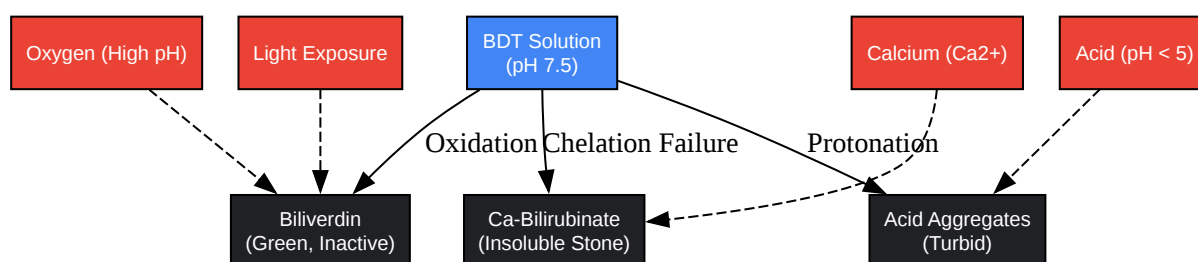 Oxygen (High pH)
Light Exposure
BDT Solution
(pH 7.5)
Calcium (Ca2+)
Acid (pH < 5)
Oxidation
Chelation Failure
Protonation
Biliverdin
(Green, Inactive)
Ca-Bilirubinate
(Insoluble Stone)
Acid Aggregates
(Turbid)